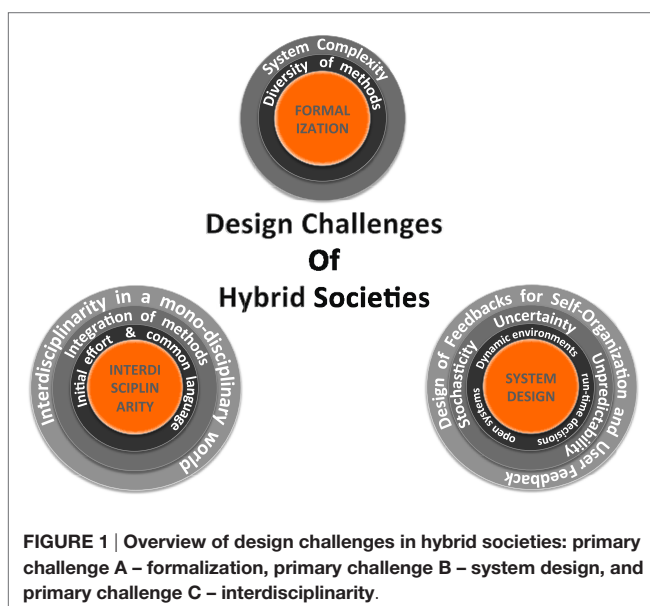 System Complexity
Diversity of methods
FORMAL
IZATION
Design Challenges
Of
Hybrid Societies
Interdisciplinarity in a mono-disciplinary world
Integration of methods
Initial effort & common language
INTERDI
SCIPLIN
ARITY
Design of Feedbacks for Self-Organization and User Feedback
Stochasticity Uncertainty Unpredictability
open systems Dynamic environments run-time decisions
SYSTEM
DESIGN
FIGURE 1 | Overview of design challenges in hybrid societies: primary
challenge A – formalization, primary challenge B – system design, and
primary challenge C – interdisciplinarity.